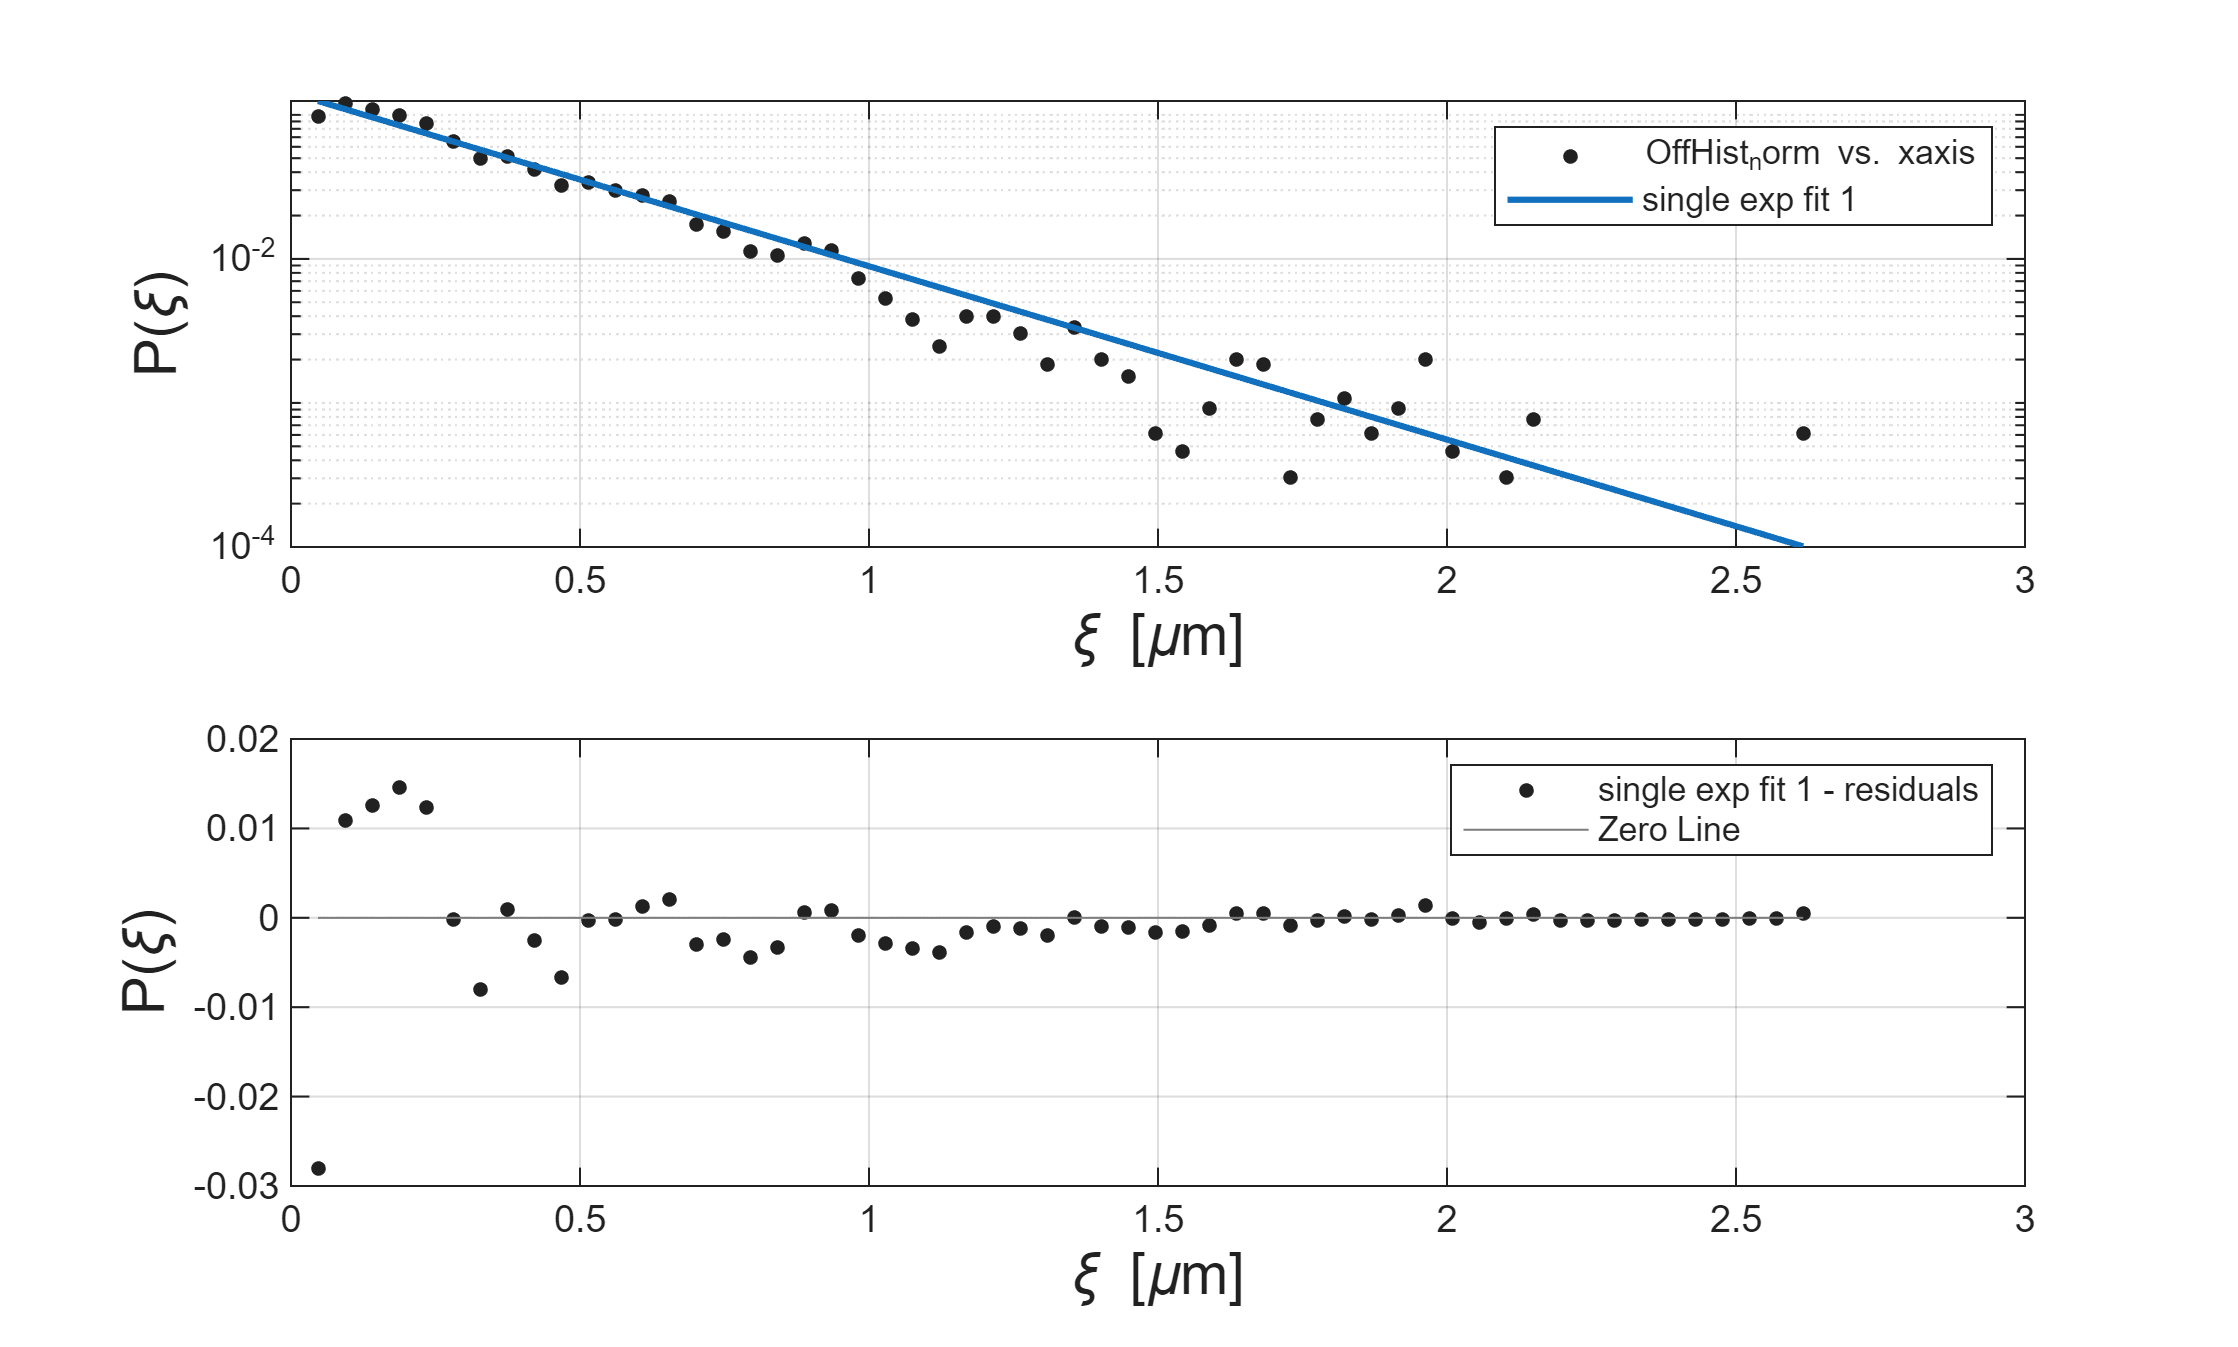 OffHist_norm vs. xaxis
single exp fit 1
P(ξ)
10^-2
10^-4
0 0.5 1 1.5 2 2.5 3
ξ [μm]
single exp fit 1 - residuals
Zero Line
P(ξ)
0.02
0.01
0
-0.01
-0.02
-0.03
0 0.5 1 1.5 2 2.5 3
ξ [μm]